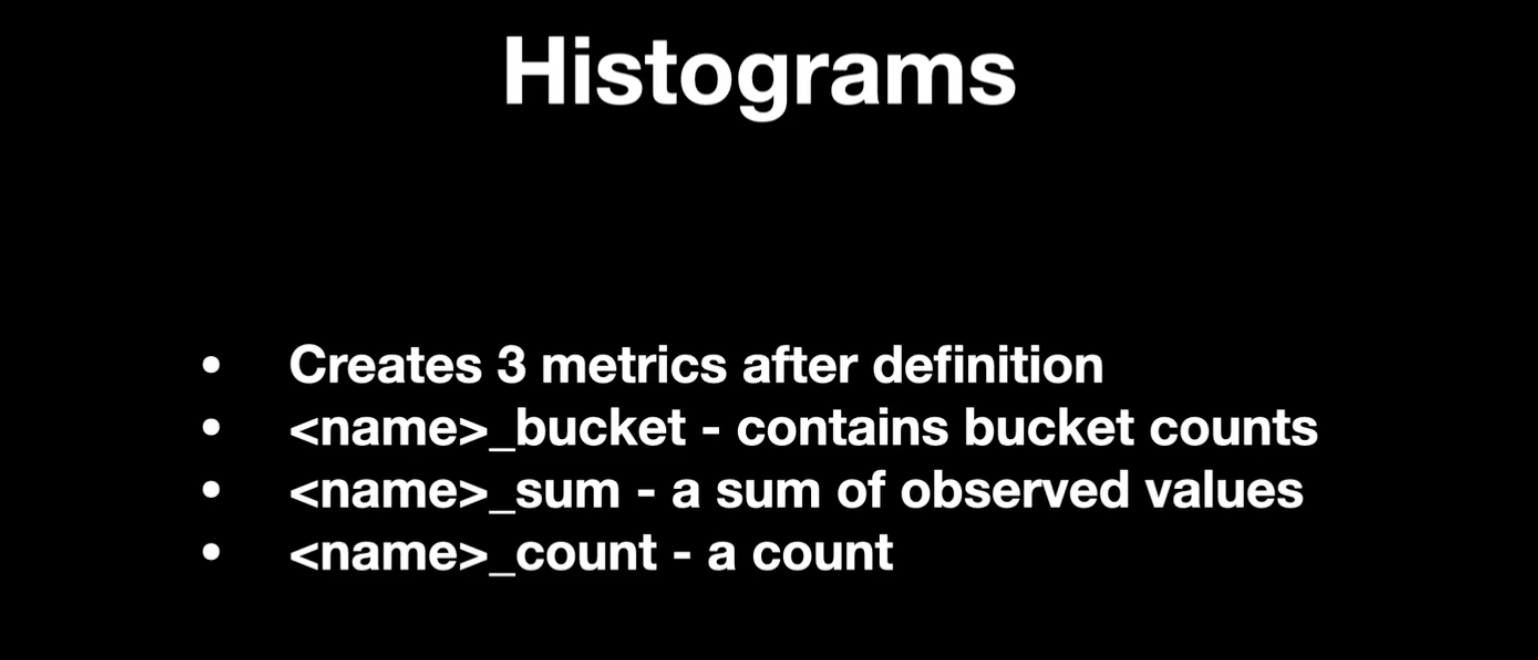 Histograms
• Creates 3 metrics after definition
• <name>_bucket - contains bucket counts
• <name>_sum - a sum of observed values
• <name>_count - a count